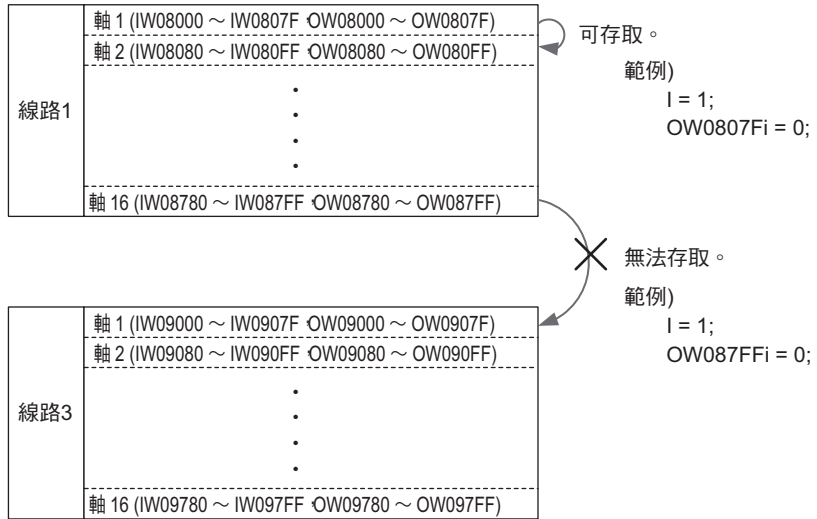 線路1
軸 1 (IW08000 ～ IW0807F、OW08000 ～ OW0807F)
軸 2 (IW08080 ～ IW080FF、OW08080 ～ OW080FF)
軸 16 (IW08780 ～ IW087FF、OW08780 ～ OW087FF)
可存取。
範例)
I = 1;
OW0807Fi = 0;
無法存取。
範例)
I = 1;
OW087FFi = 0;
線路3
軸 1 (IW09000 ～ IW0907F、OW09000 ～ OW0907F)
軸 2 (IW09080 ～ IW090FF、OW09080 ～ OW090FF)
軸 16 (IW09780 ～ IW097FF、OW09780 ～ OW097FF)